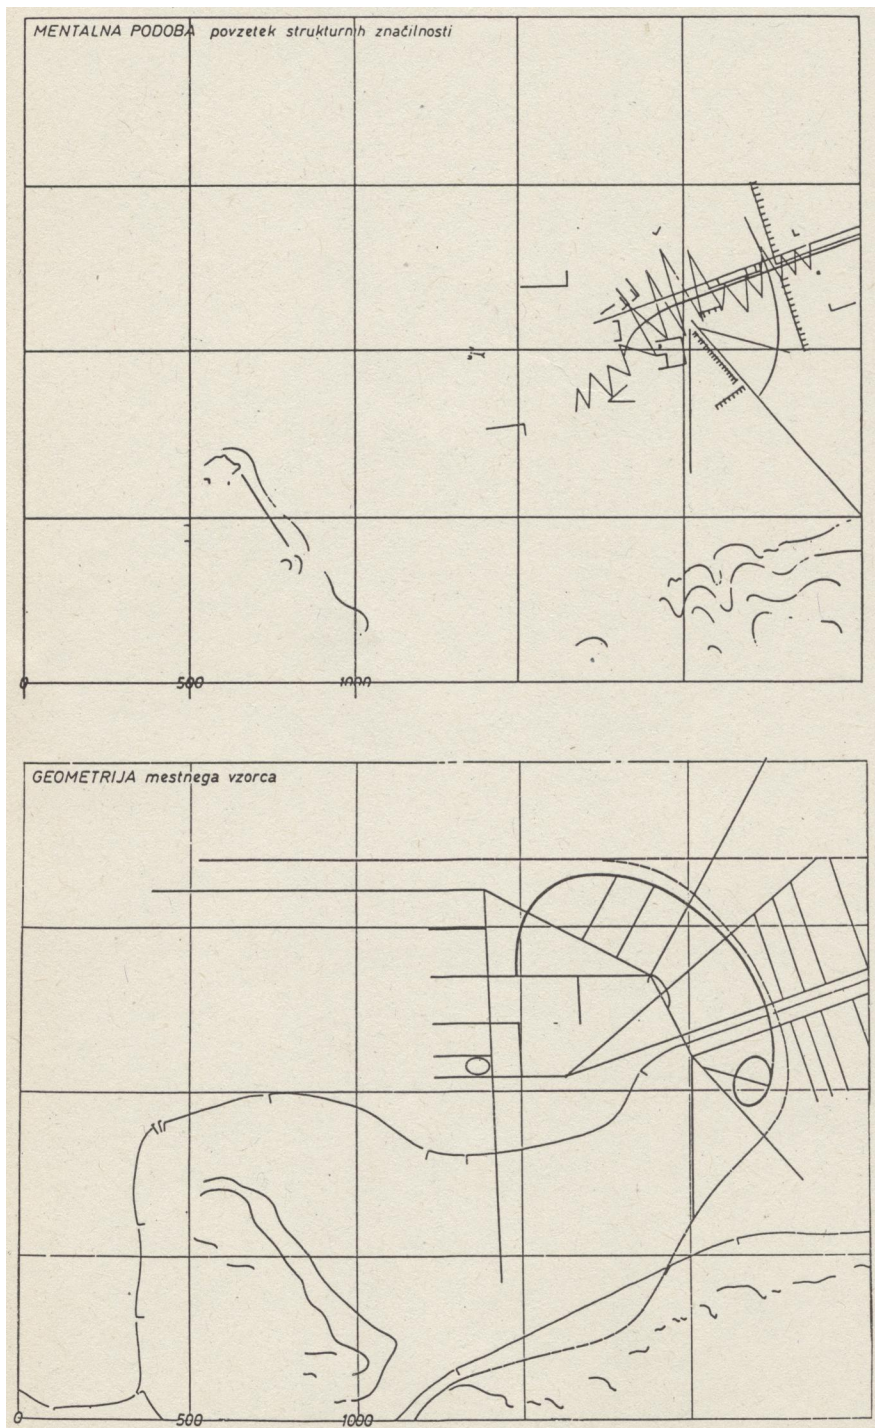 MENTALNA PODOBA povzetek strukturnih značilnosti
0 500 1000
GEOMETRIJA mestnega vzorca
0 500 1000